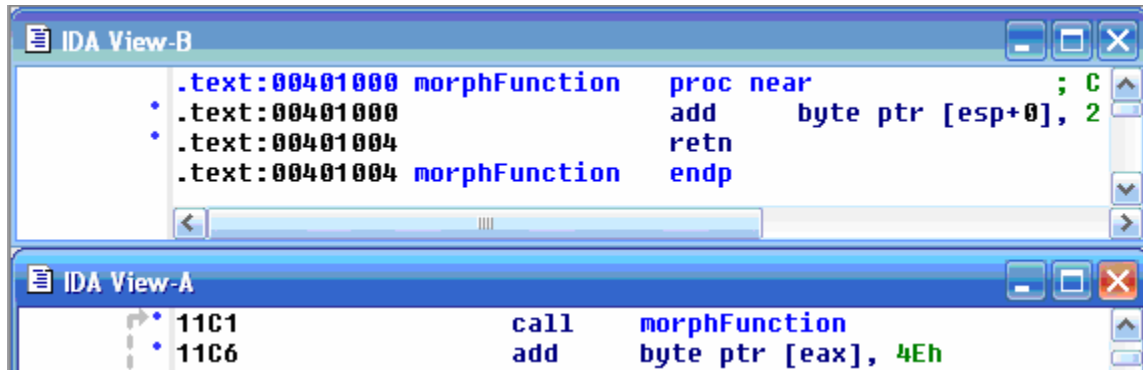 IDA View-B
.text:00401000 morphFunction proc near ; C
.text:00401000 add byte ptr [esp+0], 2
.text:00401004 retn
.text:00401004 morphFunction endp
IDA View-A
11C1 call morphFunction
11C6 add byte ptr [eax], 4Eh